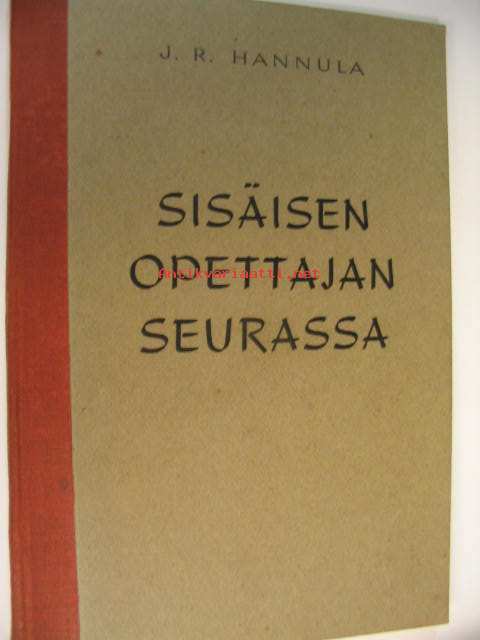 J. R. HANNULA
SISÄISEN
OPETTAJAN
Antikvariaatti.net
SEURASSA